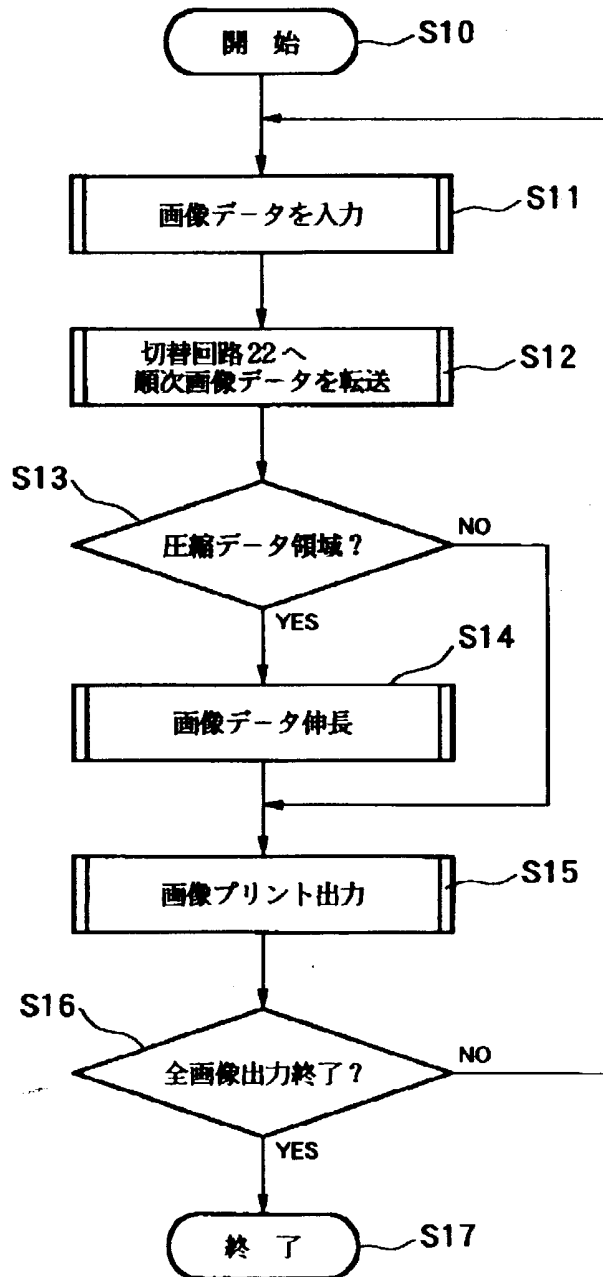 開 始
S10
画像データを入力
S11
切替回路22へ
順次画像データを転送
S12
S13
圧縮データ領域?
NO
YES
S14
画像データ伸長
画像プリント出力
S15
S16
全画像出力終了?
NO
YES
終 了
S17